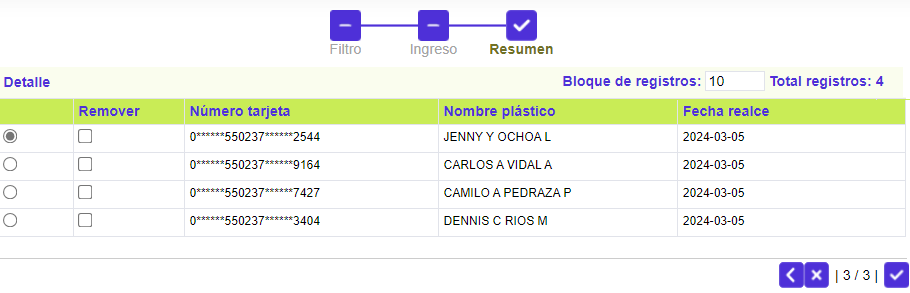 Filtro Ingreso Resumen
Detalle Bloque de registros: 10 Total registros: 4
Remover Número tarjeta Nombre plástico Fecha realce
0******550237******2544 JENNY Y OCHOA L 2024-03-05
0******550237******9164 CARLOS A VIDAL A 2024-03-05
0******550237******7427 CAMILO A PEDRAZA P 2024-03-05
0******550237******3404 DENNIS C RIOS M 2024-03-05
| 3 / 3 |